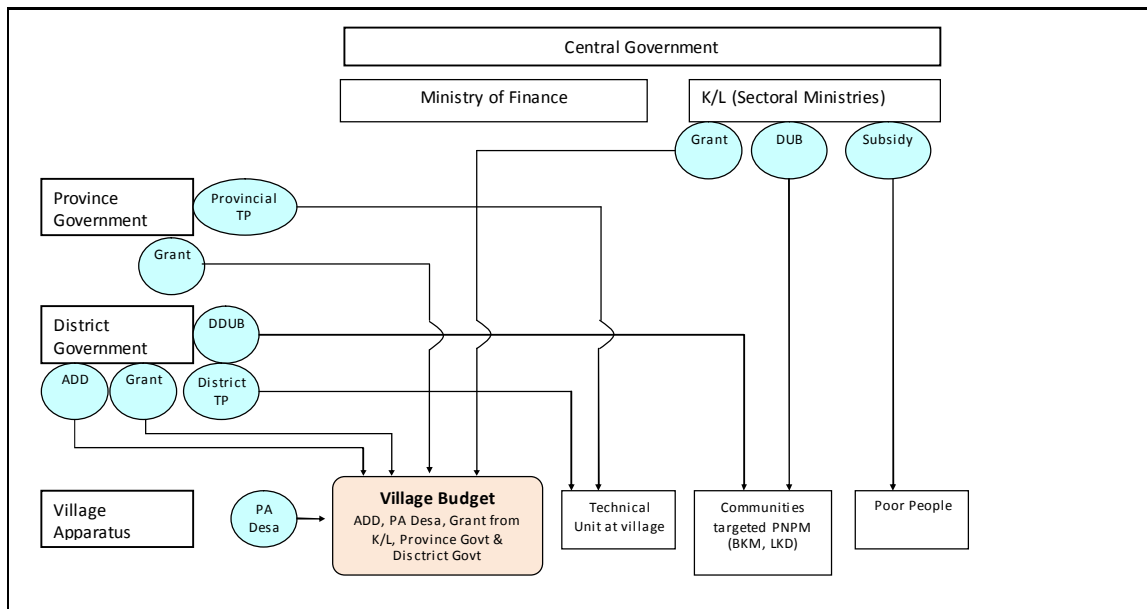 Central Government
Ministry of Finance
K/L (Sectoral Ministries)
Grant
DUB
Subsidy
Province
Government
Provincial
TP
Grant
District
Government
DDUB
ADD
Grant
District
TP
Village
Apparatus
PA
Desa
Village Budget
ADD, PA Desa, Grant from
K/L, Province Govt &
Disctrict Govt
Technical
Unit at village
Communities
targeted PNPM
(BKM, LKD)
Poor People